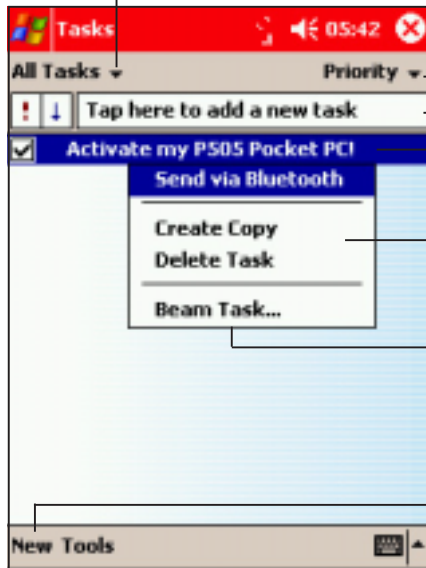 Tasks 05:42
All Tasks Priority
! Tap here to add a new task
Activate my P505 Pocket PC!
Send via Bluetooth
Create Copy
Delete Task
Beam Task...
New Tools